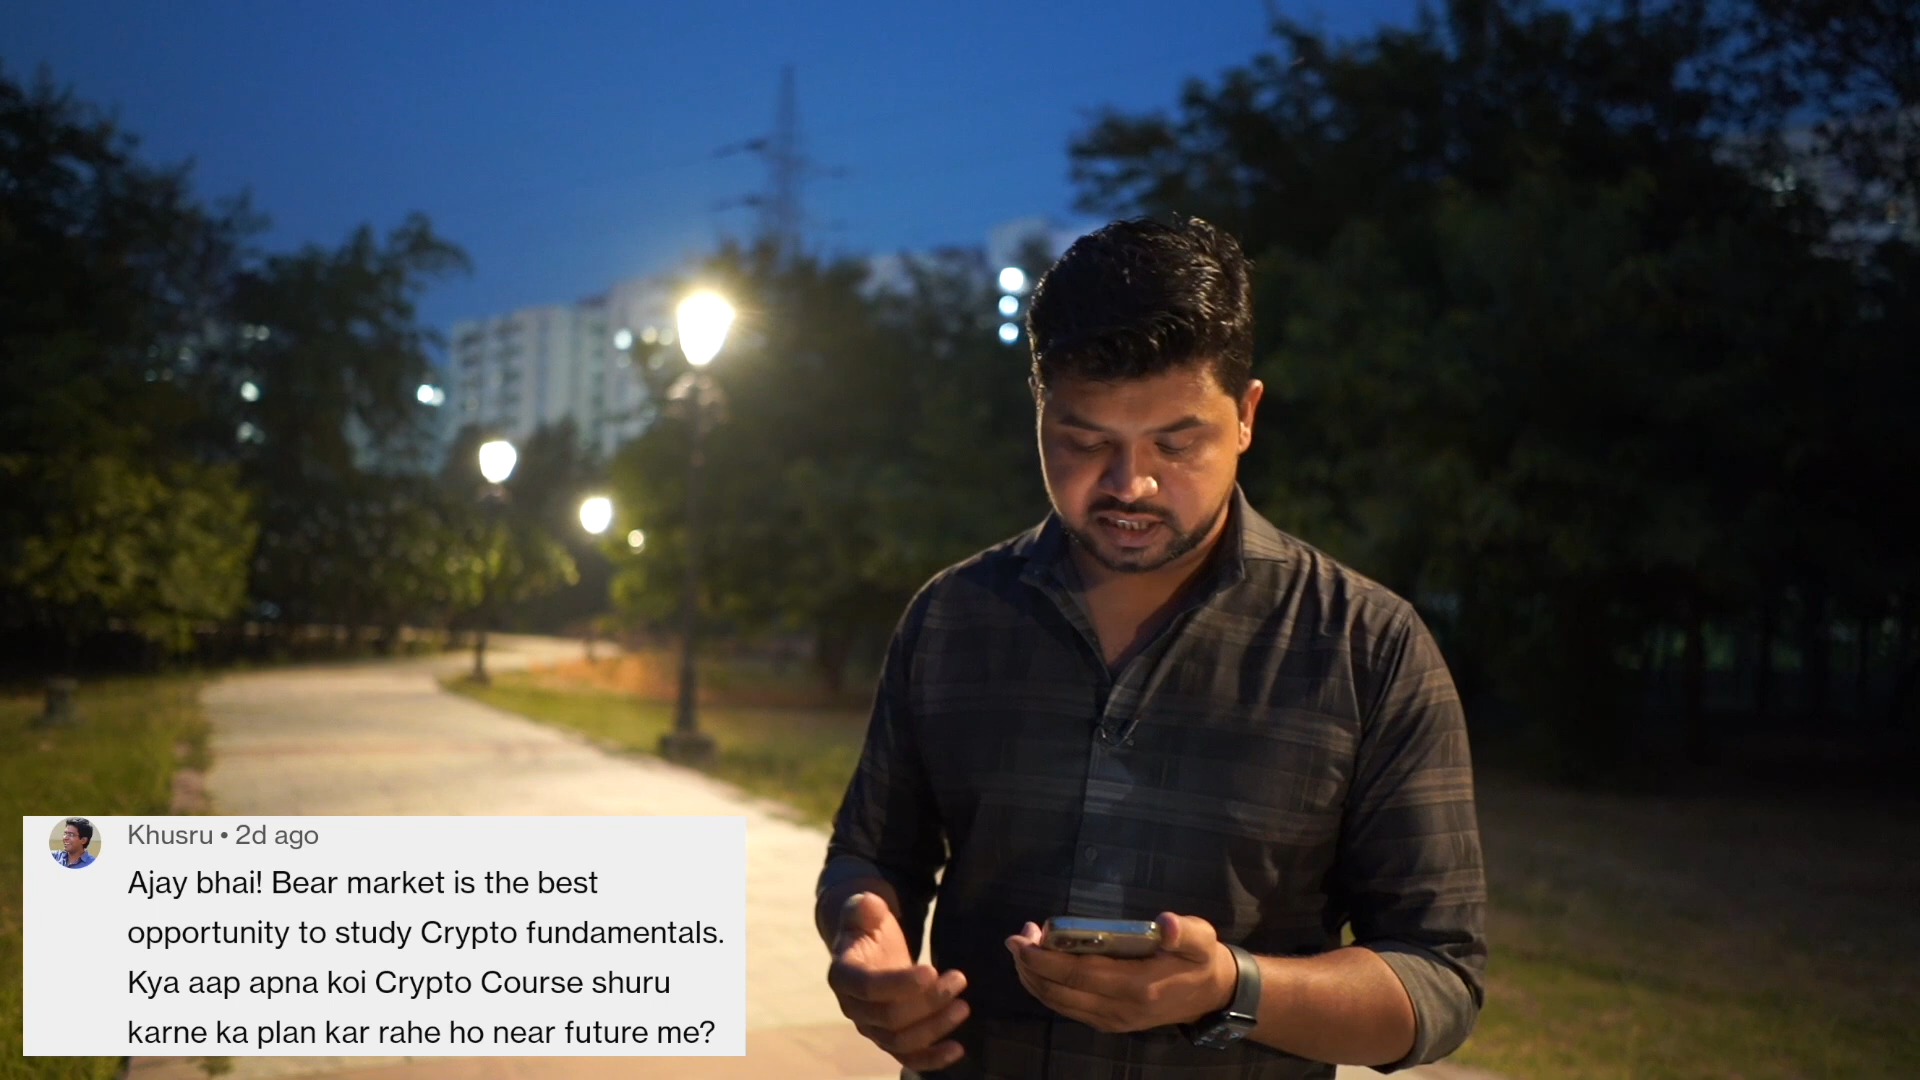 Khusru • 2d ago
Ajay bhai! Bear market is the best
opportunity to study Crypto fundamentals.
Kya aap apna koi Crypto Course shuru
karne ka plan kar rahe ho near future me?